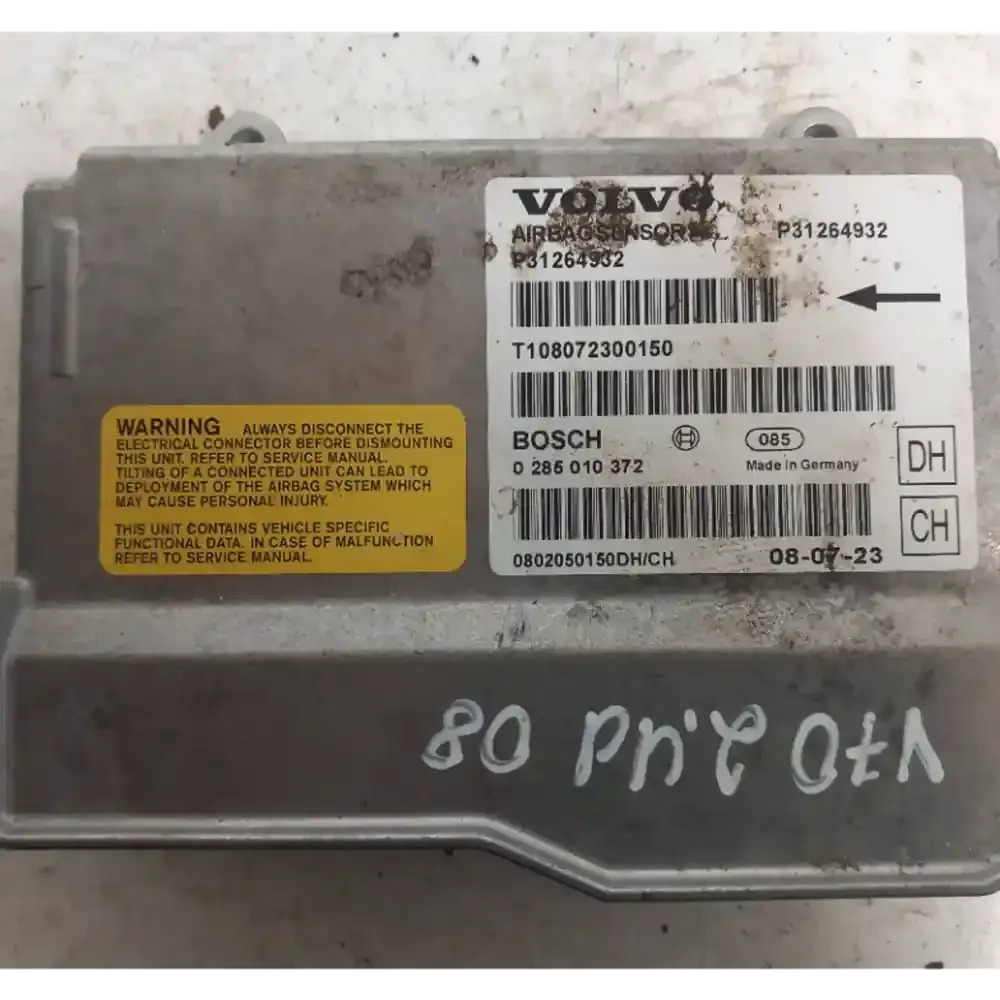 VOLVO
AIRBAG SENSOR P31264932
P31264932
T108072300150
BOSCH 085
0 285 010 372 Made in Germany
DH
CH
0802050150DH/CH 08-07-23
WARNING ALWAYS DISCONNECT THE
ELECTRICAL CONNECTOR BEFORE DISMOUNTING
THIS UNIT. REFER TO SERVICE MANUAL.
TILTING OF A CONNECTED UNIT CAN LEAD TO
DEPLOYMENT OF THE AIRBAG SYSTEM WHICH
MAY CAUSE PERSONAL INJURY.
THIS UNIT CONTAINS VEHICLE SPECIFIC
FUNCTIONAL DATA. IN CASE OF MALFUNCTION
REFER TO SERVICE MANUAL.
V70 2.4d 08